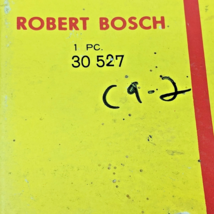 ROBERT BOSCH
1 PC.
30 527
C9-2